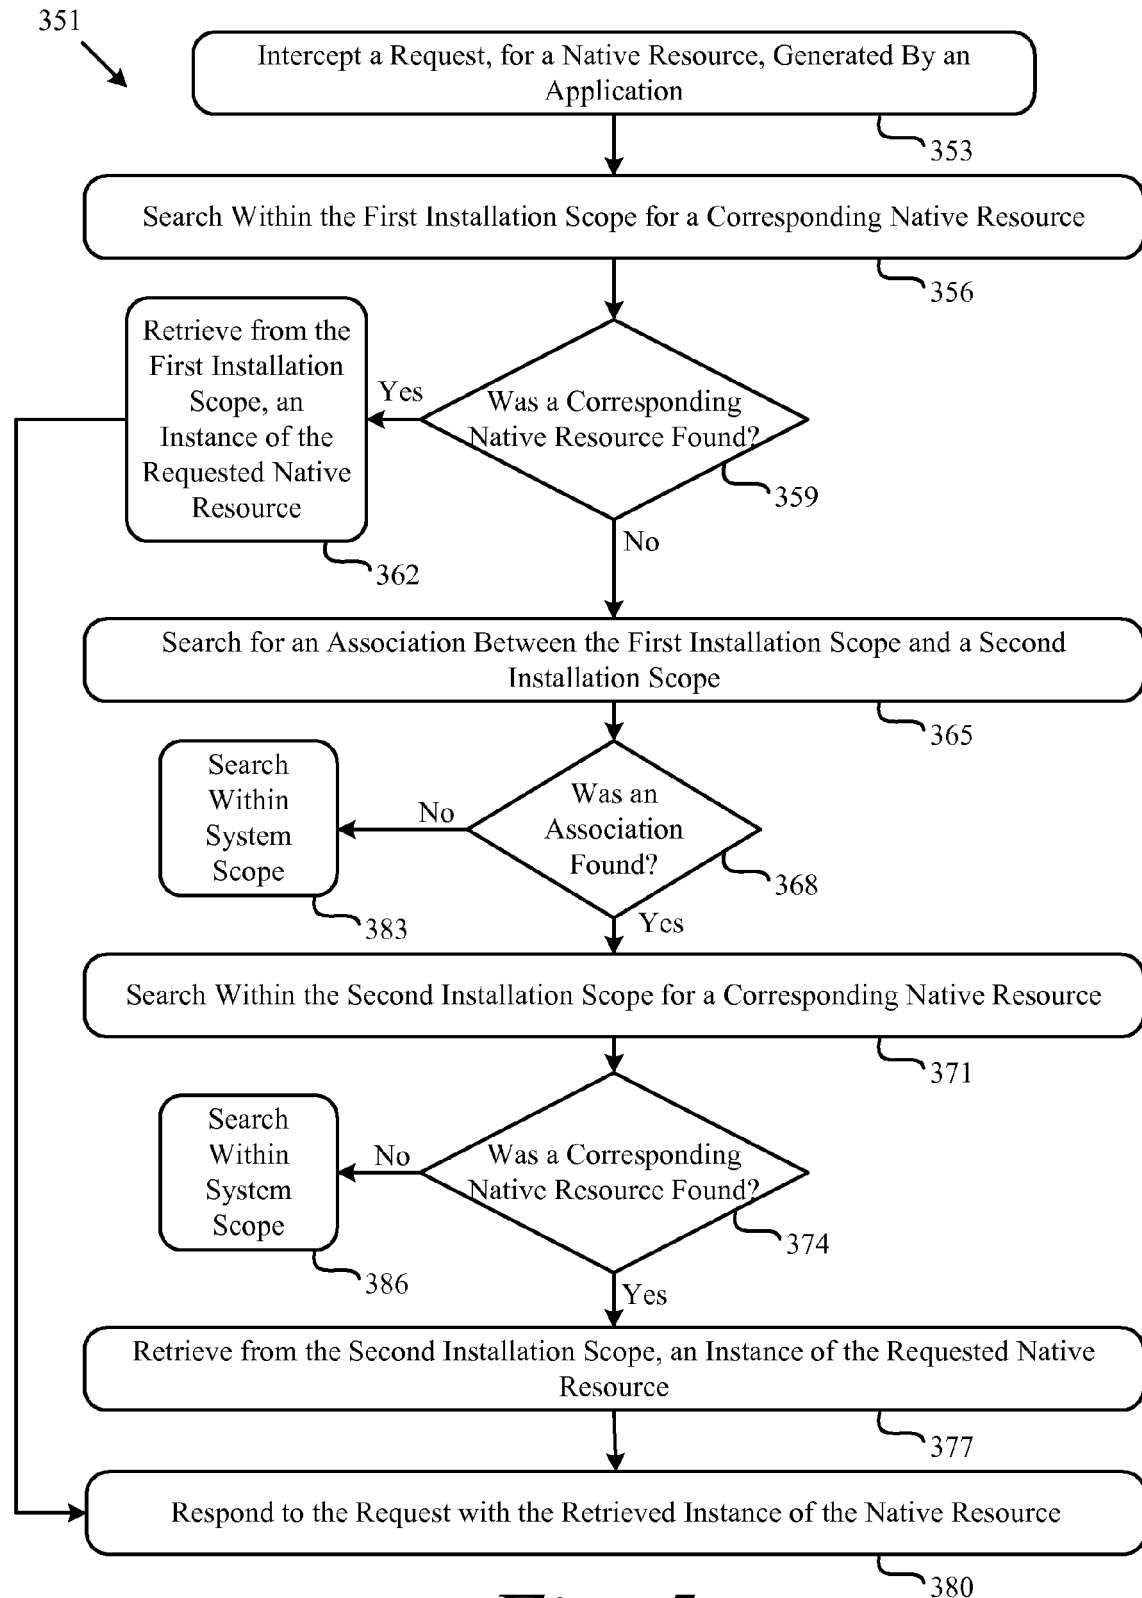 351
Intercept a Request, for a Native Resource, Generated By an
Application
353
Search Within the First Installation Scope for a Corresponding Native Resource
356
Retrieve from the
First Installation
Scope, an
Instance of the
Requested Native
Resource
362
Yes
Was a Corresponding
Native Resource Found?
359
No
Search for an Association Between the First Installation Scope and a Second
Installation Scope
365
Search
Within
System
Scope
383
No
Was an
Association
Found?
368
Yes
Search Within the Second Installation Scope for a Corresponding Native Resource
371
Search
Within
System
Scope
386
No
Was a Corresponding
Native Resource Found?
374
Yes
Retrieve from the Second Installation Scope, an Instance of the Requested Native
Resource
377
Respond to the Request with the Retrieved Instance of the Native Resource
380